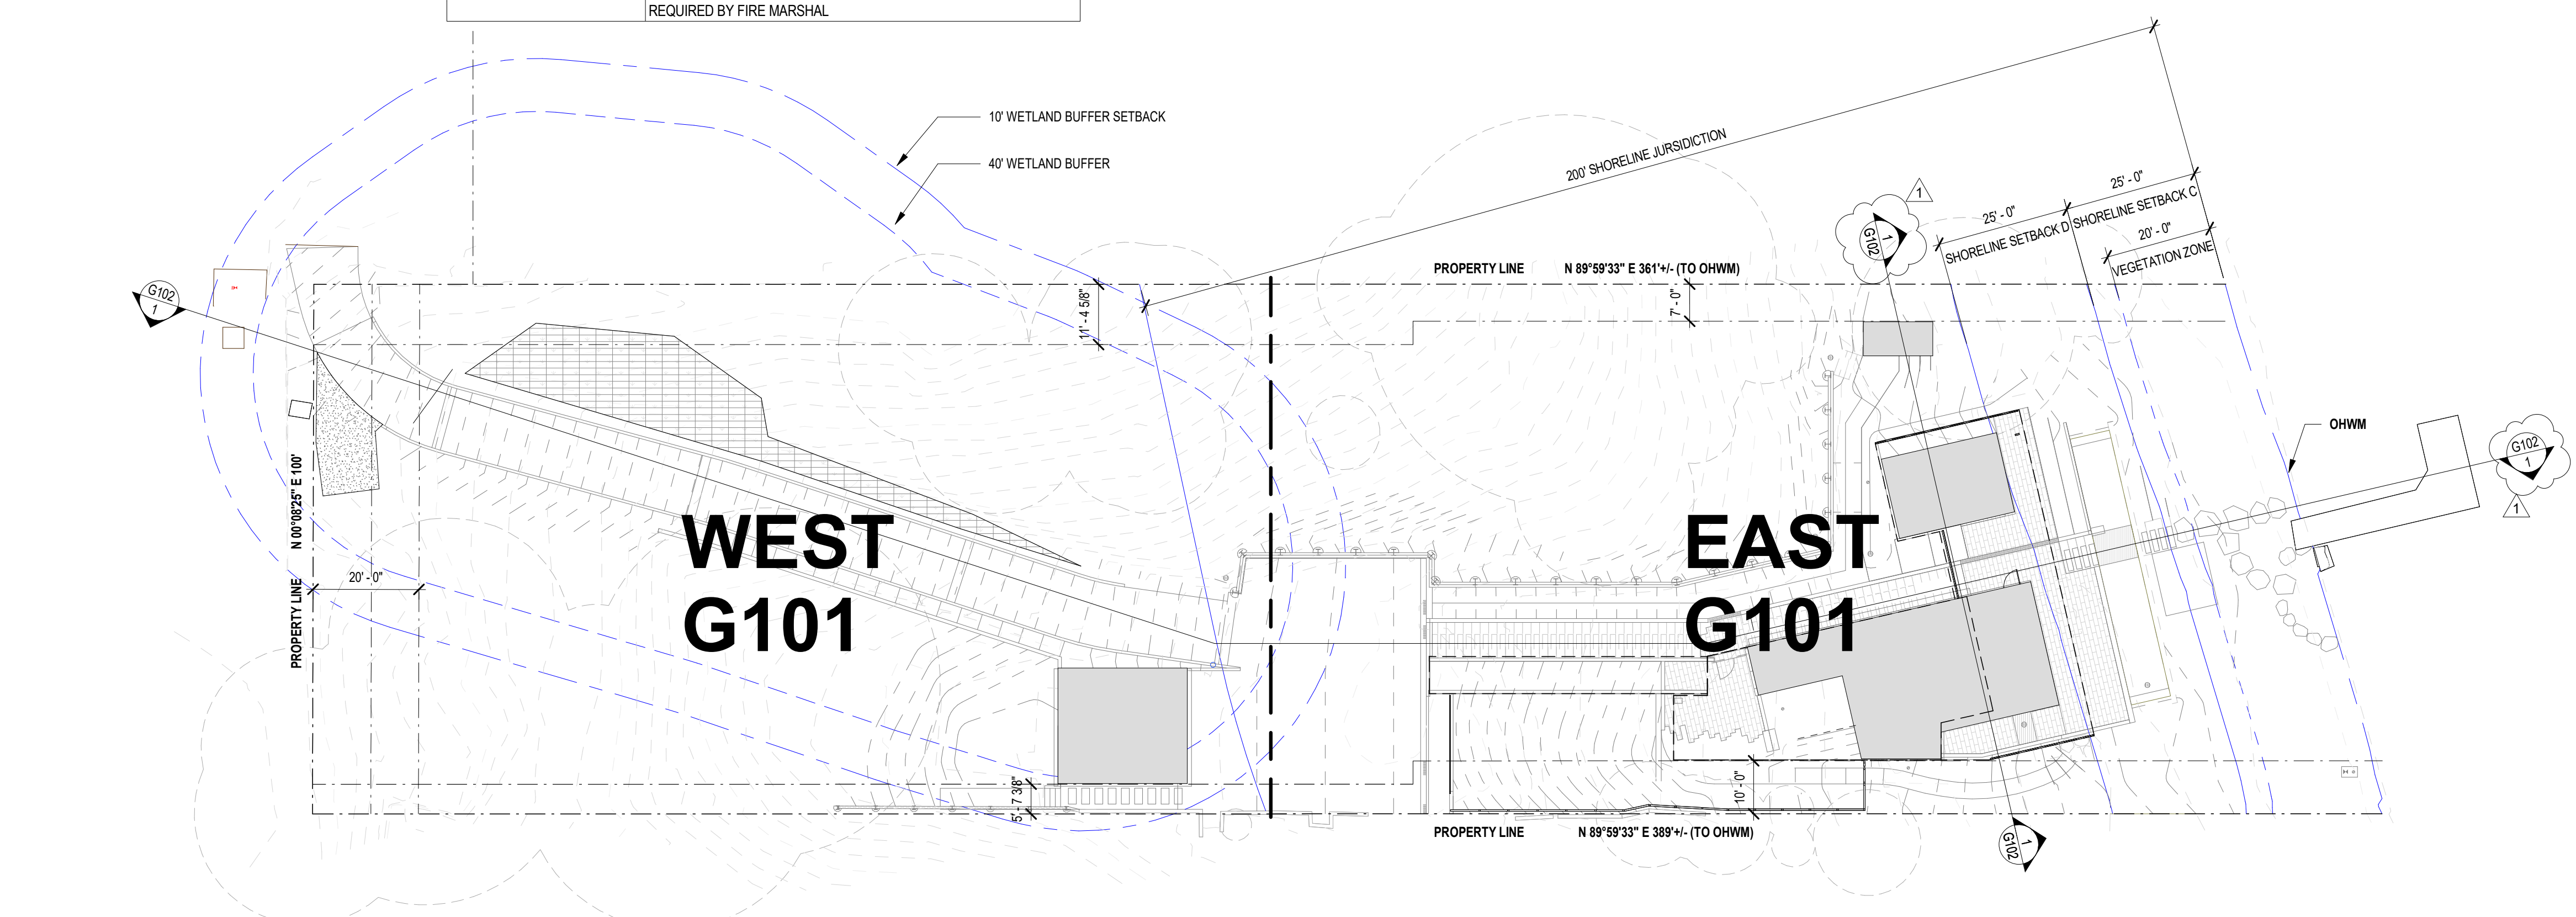 REQUIRED BY FIRE MARSHAL
10' WETLAND BUFFER SETBACK
40' WETLAND BUFFER
200' SHORELINE JURSIDICTION
1
25' - 0"
SHORELINE SETBACK C
25' - 0"
SHORELINE SETBACK D
20' - 0"
VEGETATION ZONE
1
G102
PROPERTY LINE N 89°59'33" E 361'+/- (TO OHWM)
G102
1
11' - 4 5/8"
7' - 0"
OHWM
G102
1
1
PROPERTY LINE N 00°08'25" E 100'
20' - 0"
WEST
G101
EAST
G101
5' - 7 3/8"
10' - 0"
PROPERTY LINE N 89°59'33" E 389'+/- (TO OHWM)
1
G102